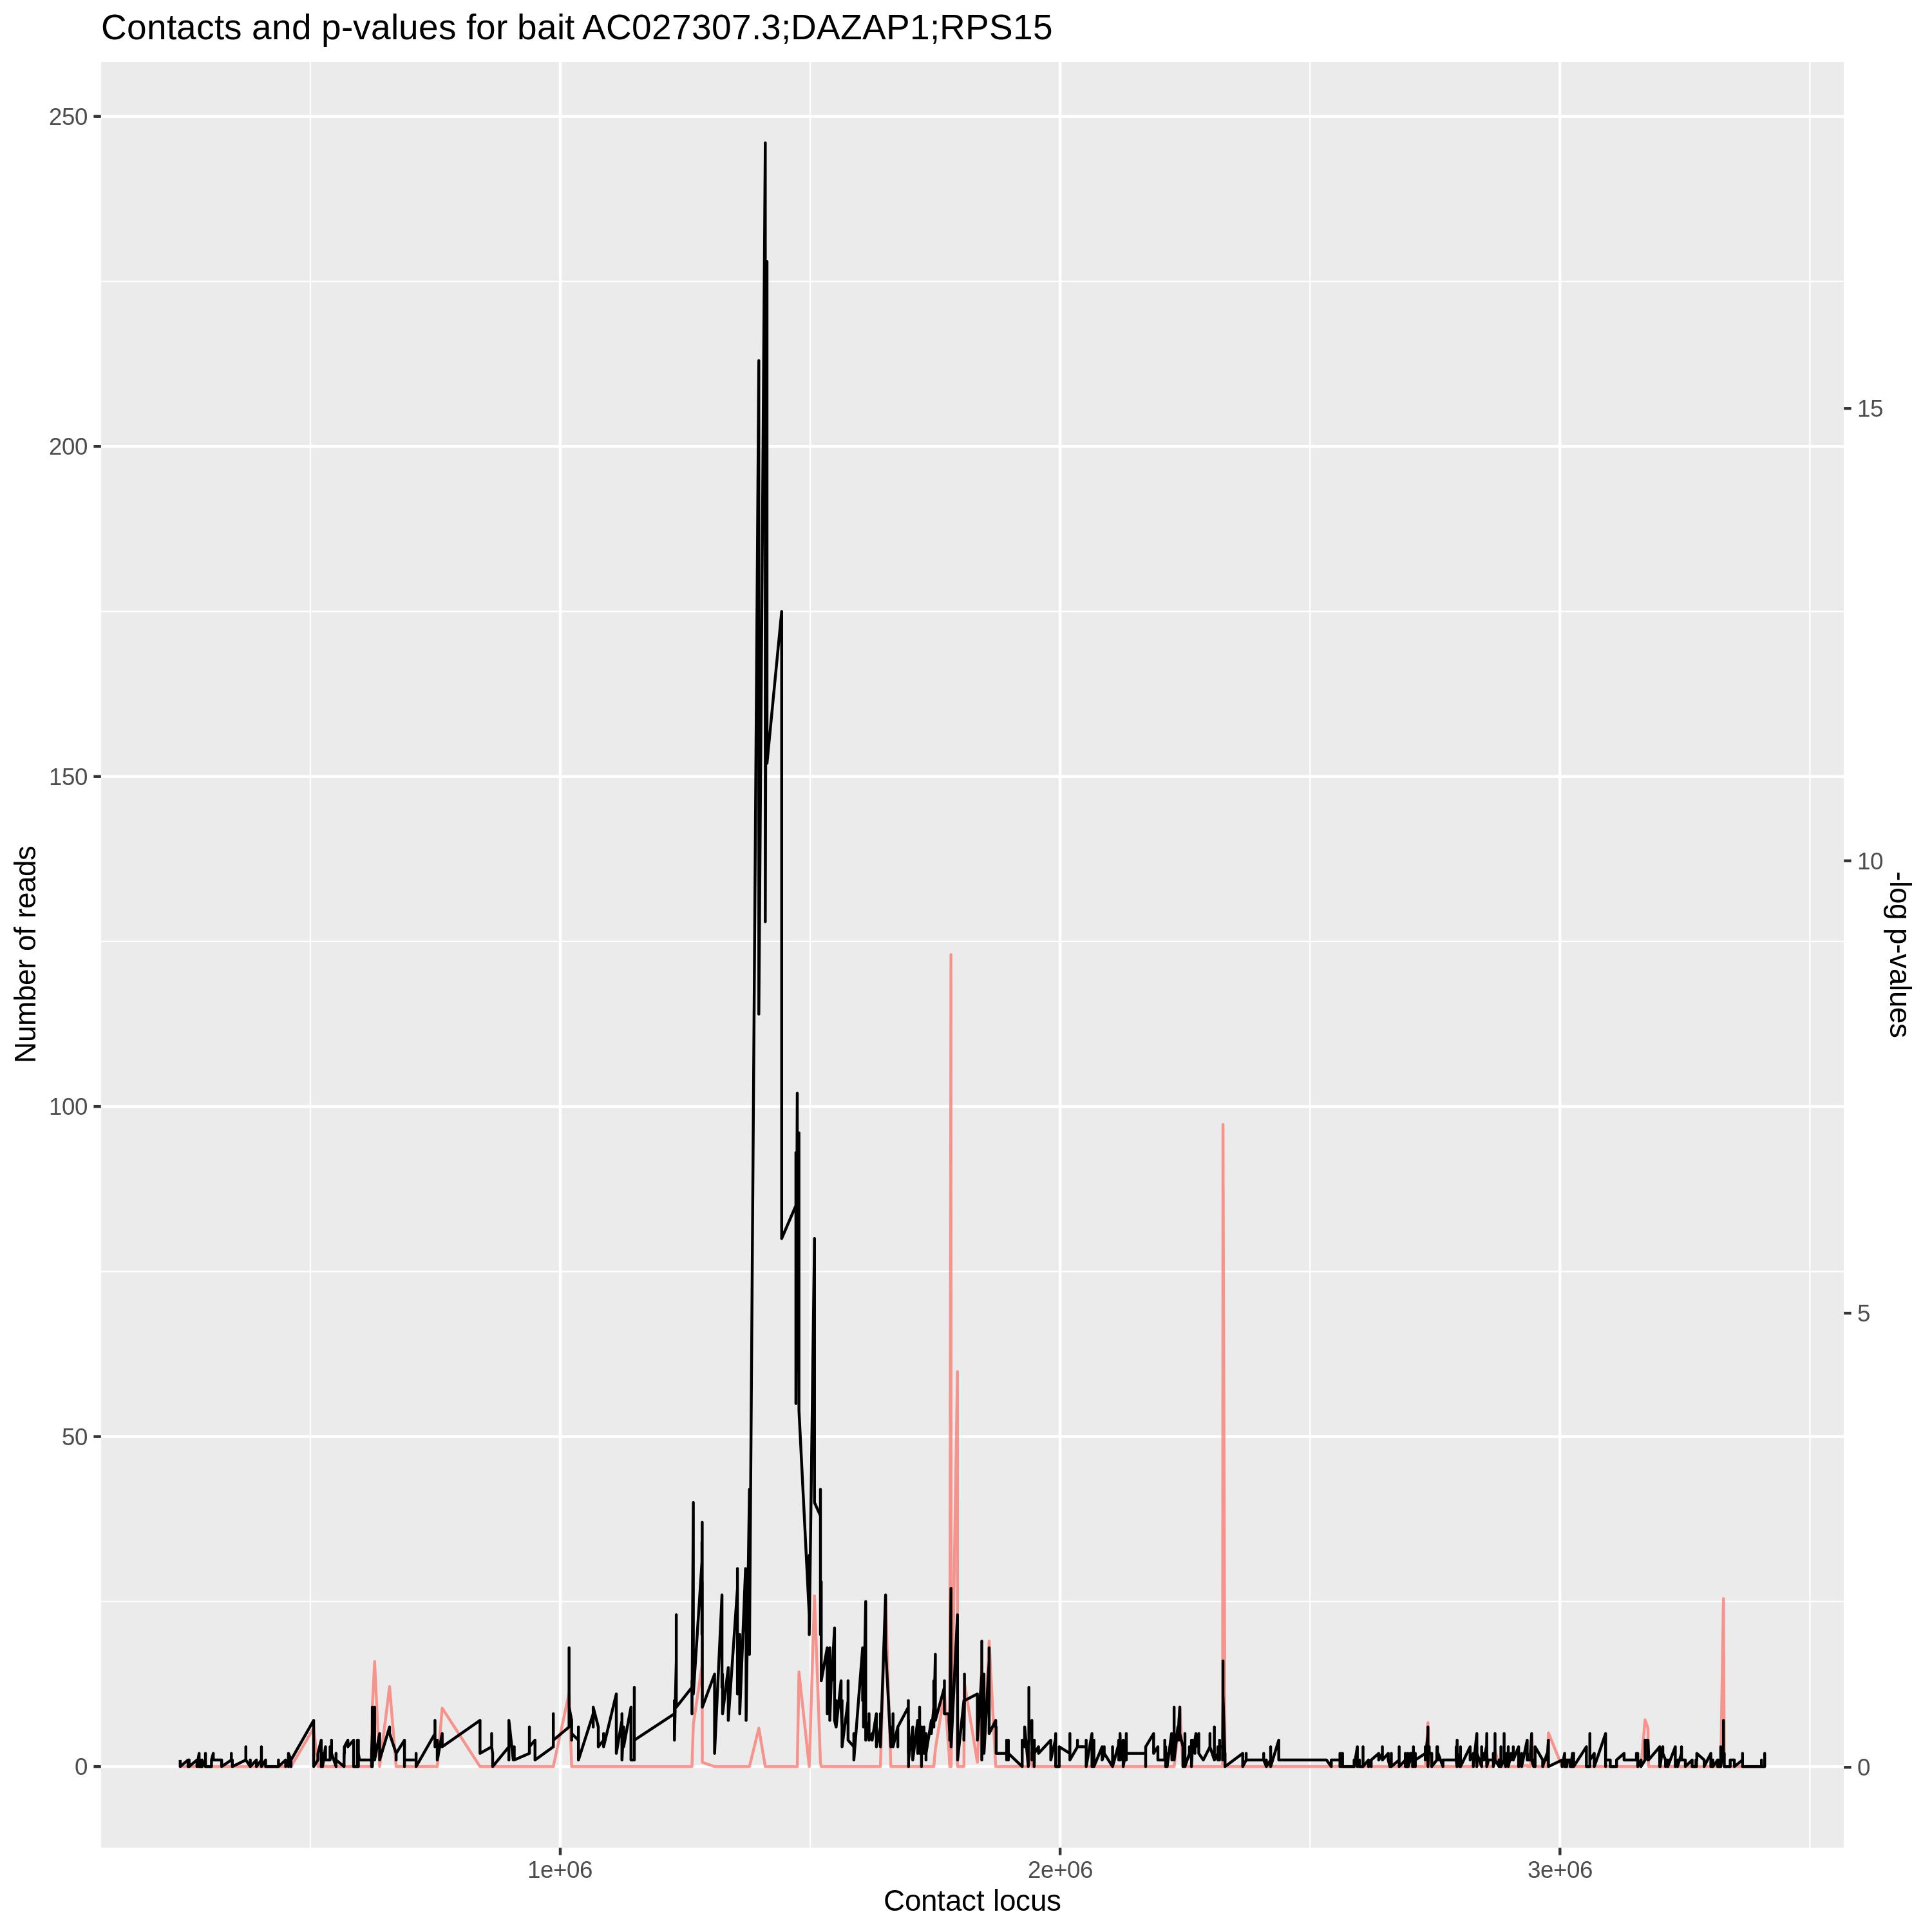 Contacts and p-values for bait AC027307.3;DAZAP1;RPS15
250
200
150
100
50
0
Number of reads
15
10
5
0
-log p-values
1e+06
2e+06
3e+06
Contact locus